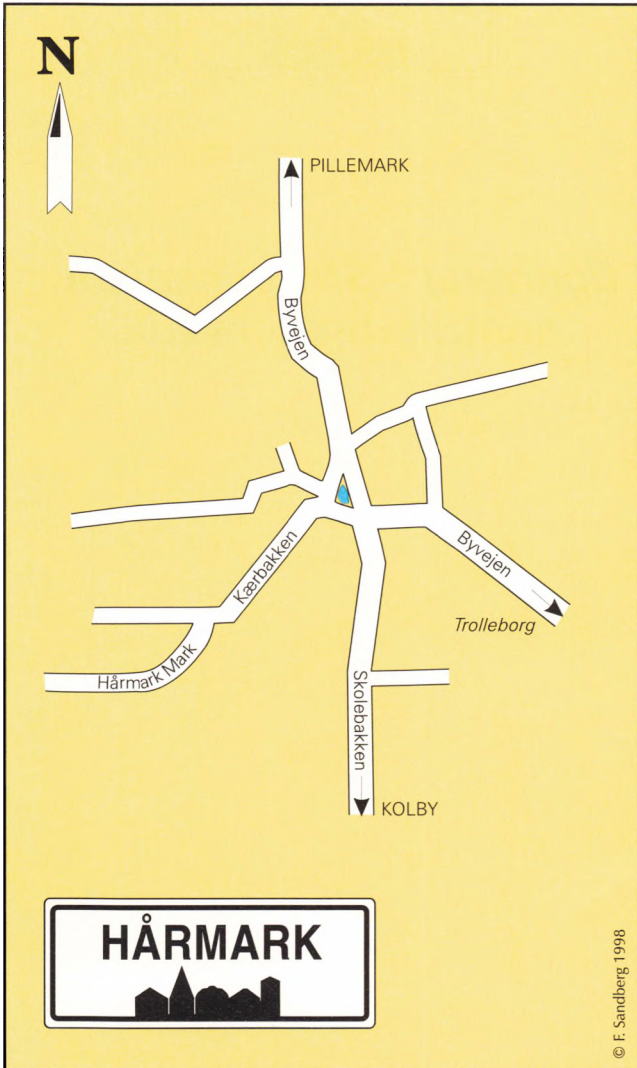 N
PILLEMARK
Byvejen
Byvejen
Kærbakken
Trolleborg
Hårmark Mark
Skolebakken
KOLBY
HÅRMARK
© F. Sandberg 1998